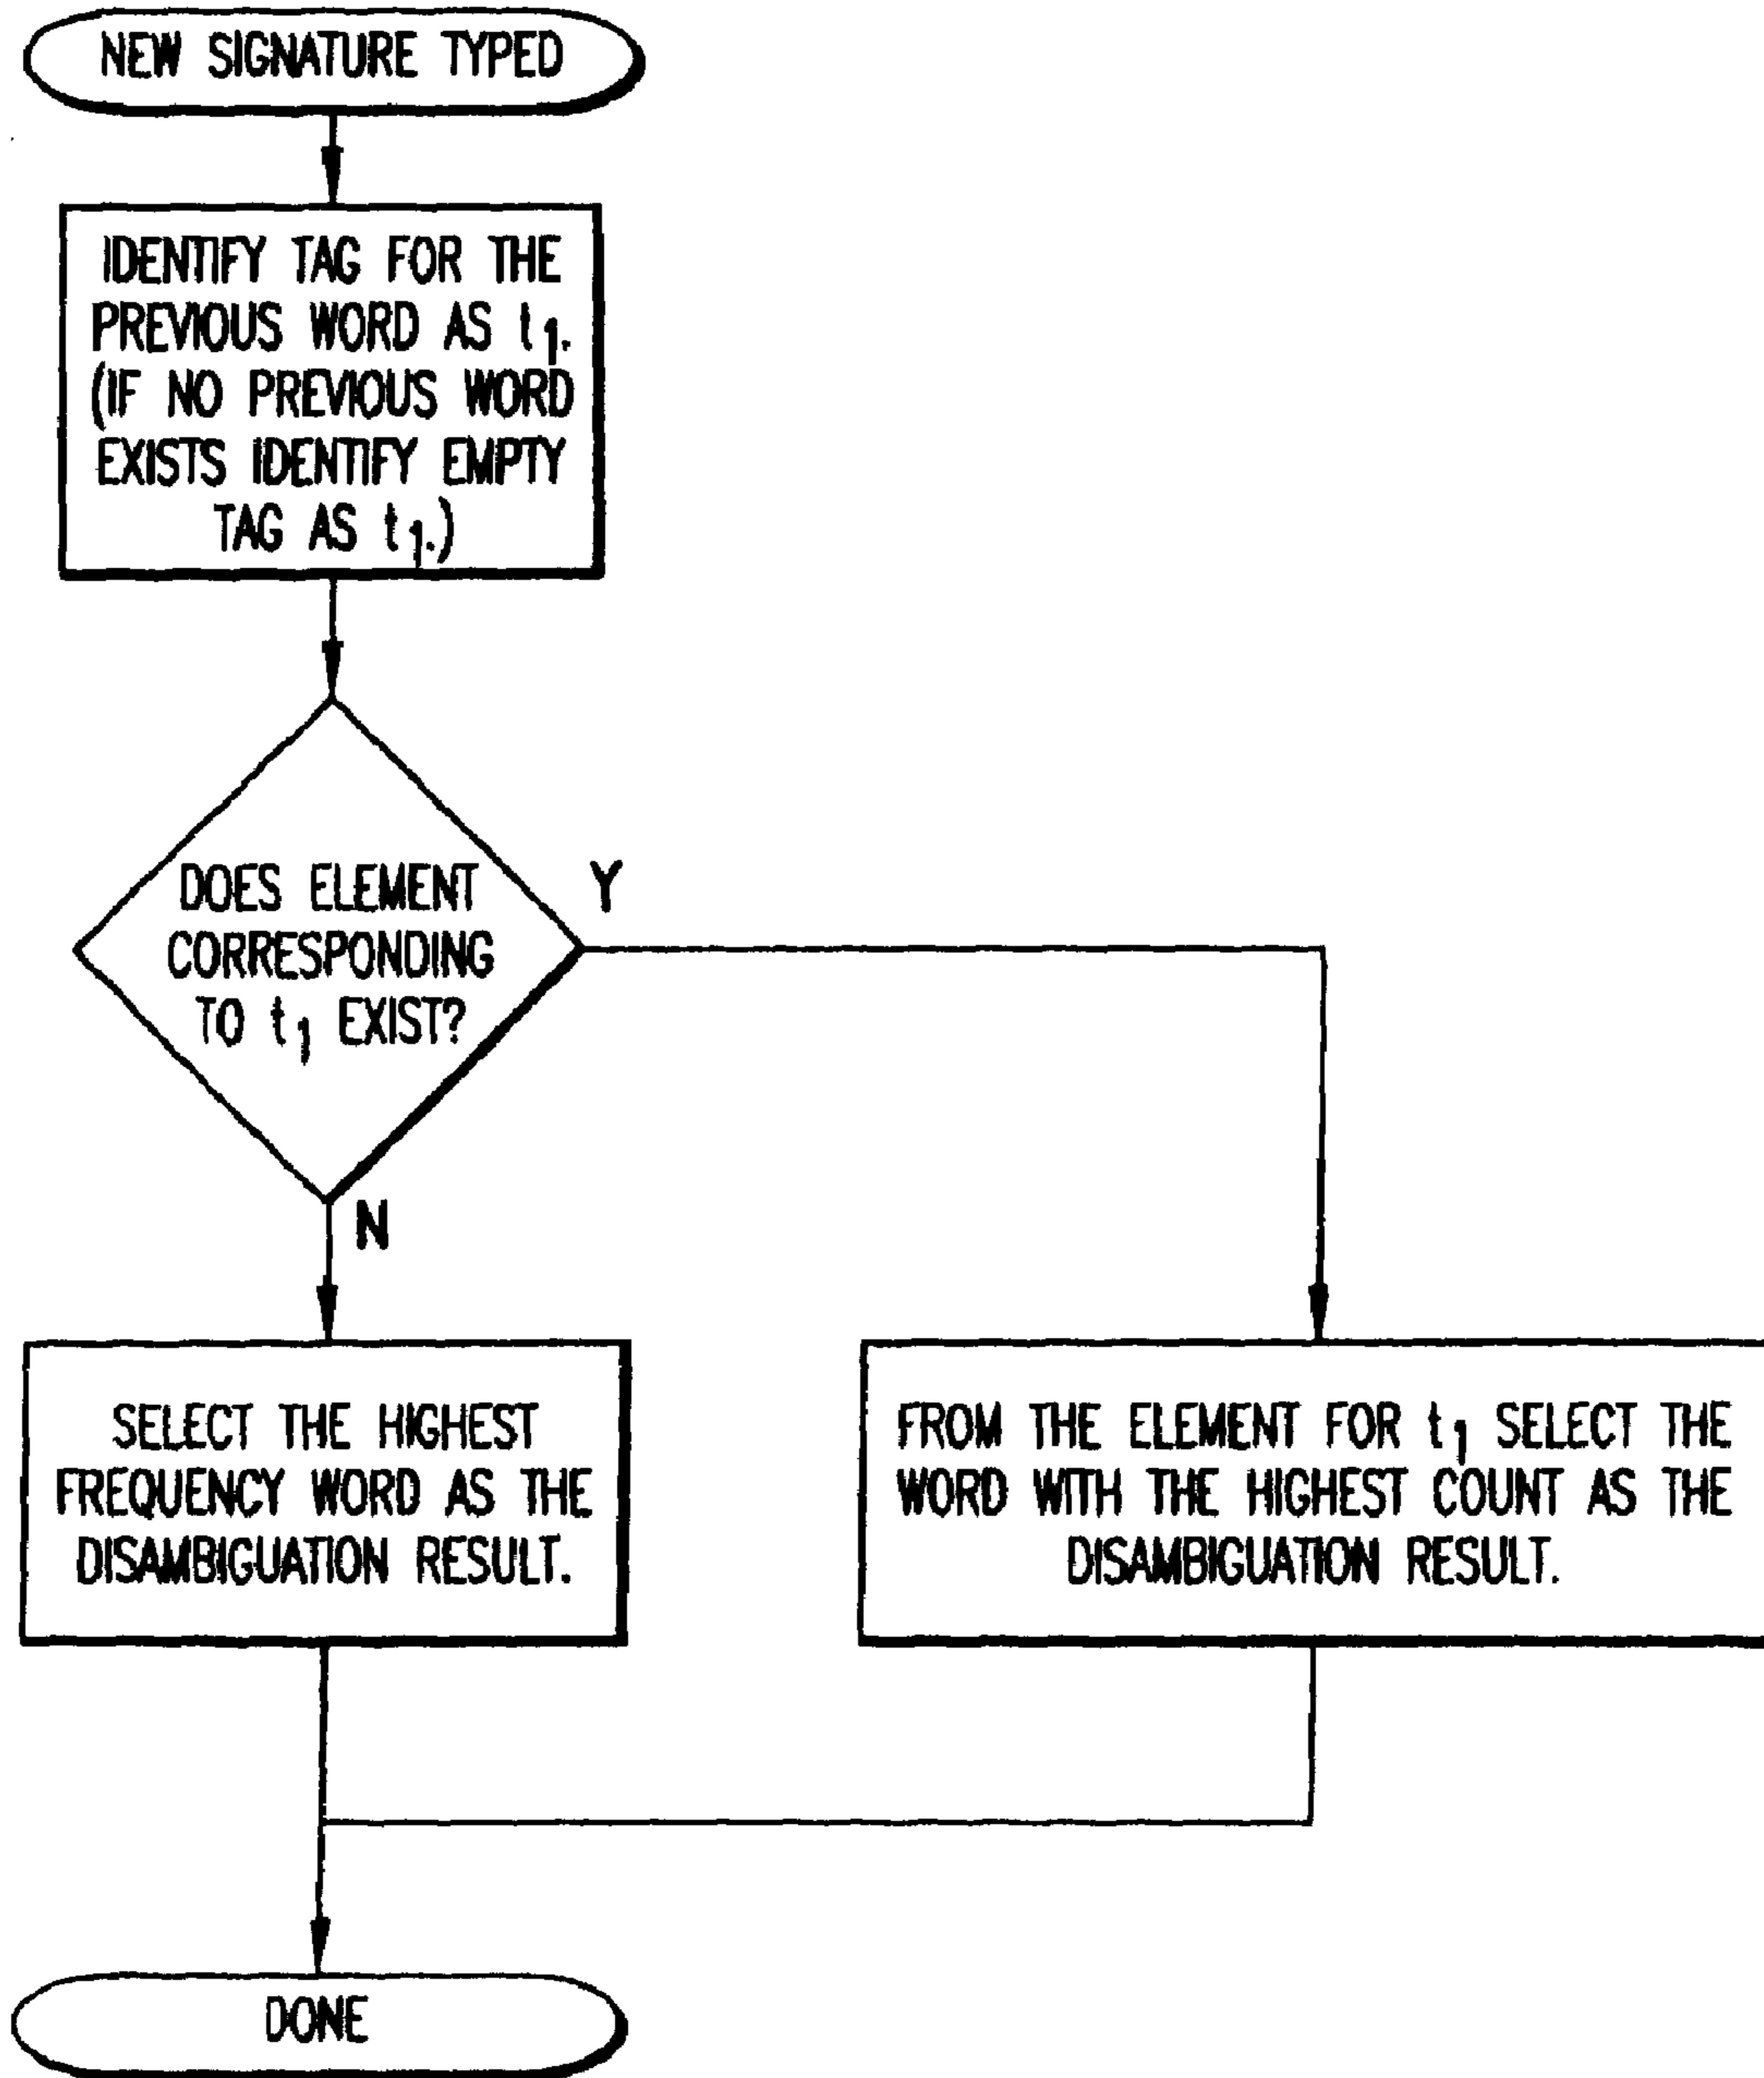 NEW SIGNATURE TYPED
IDENTIFY TAG FOR THE
PREVIOUS WORD AS t1.
(IF NO PREVIOUS WORD
EXISTS IDENTIFY EMPTY
TAG AS t1.)
DOES ELEMENT
CORRESPONDING
TO t1 EXIST?
Y
N
SELECT THE HIGHEST
FREQUENCY WORD AS THE
DISAMBIGUATION RESULT.
FROM THE ELEMENT FOR t1 SELECT THE
WORD WITH THE HIGHEST COUNT AS THE
DISAMBIGUATION RESULT.
DONE